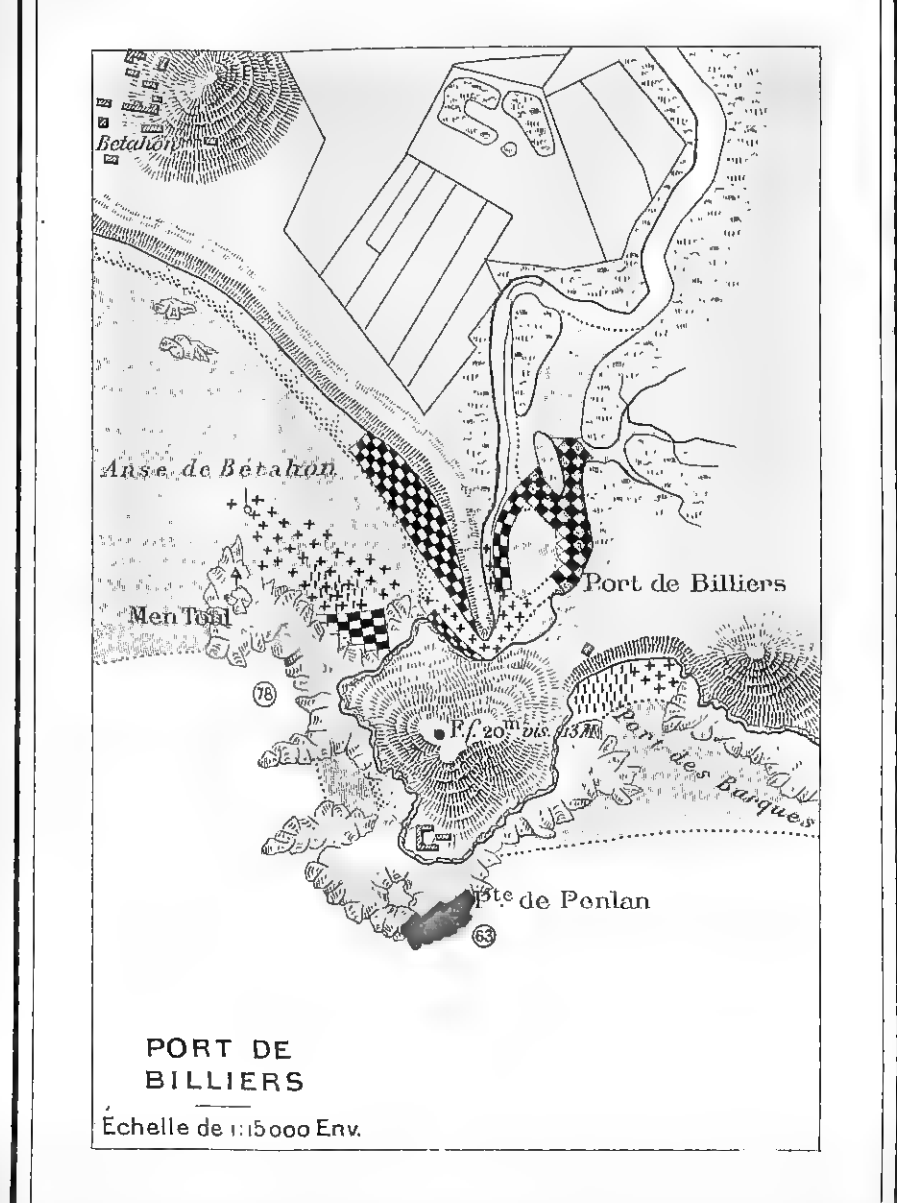 Betahon
Anse de Bétahon
Port de Billiers
Men Toul
78
F.f. 20m vis. 13M
Port des Barques
Pte de Penlan
63
PORT DE
BILLIERS
Échelle de 1:15000 Env.